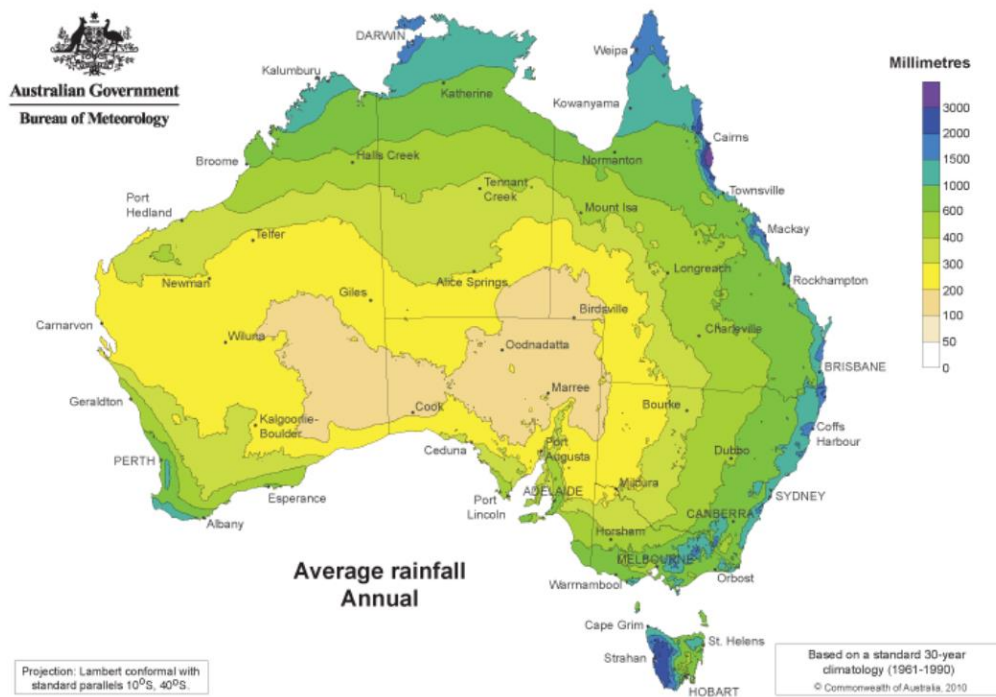 Australian Government
Bureau of Meteorology
DARWIN
Weipa
Kalumburu
Katherine
Kowanyama
Cairns
Broome
Halls Creek
Normanton
Townsville
Port
Hedland
Tennant
Creek
Mount Isa
Mackay
Telfer
Newman
Giles
Alice Springs
Longreach
Rockhampton
Carnarvon
Wiluna
Birdsville
Oodnadatta
Charleville
BRISBANE
Geraldton
Marree
Cook
Bourke
Kalgoorlie-
Boulder
Coffs
Harbour
PERTH
Ceduna
Port
Augusta
Dubbo
Esperance
Port
Lincoln
ADELAIDE
Mildura
SYDNEY
Albany
CANBERRA
Horsham
MELBOURNE
Warrnambool
Orbost
Cape Grim
St. Helens
Strahan
HOBART
Millimetres
3000
2000
1500
1000
600
400
300
200
100
50
0
Average rainfall
Annual
Projection: Lambert conformal with
standard parallels 10°S, 40°S.
Based on a standard 30-year
climatology (1961-1990)
© Commonwealth of Australia, 2010